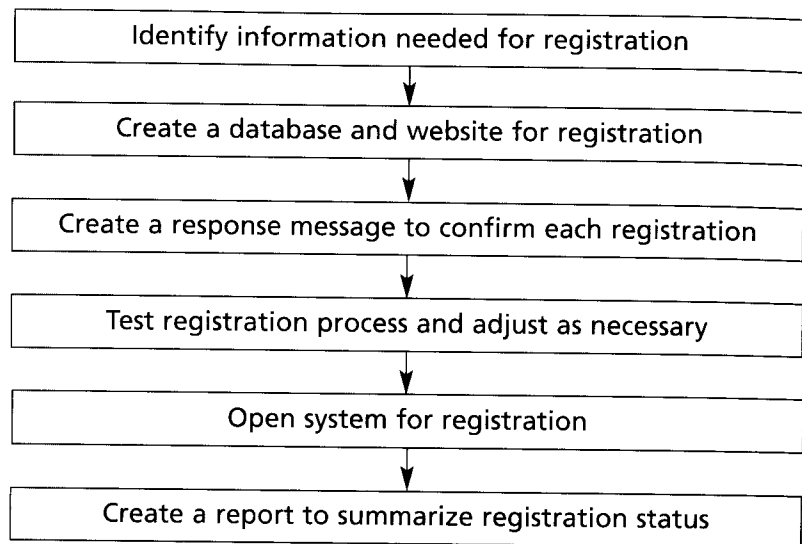 Identify information needed for registration
Create a database and website for registration
Create a response message to confirm each registration
Test registration process and adjust as necessary
Open system for registration
Create a report to summarize registration status